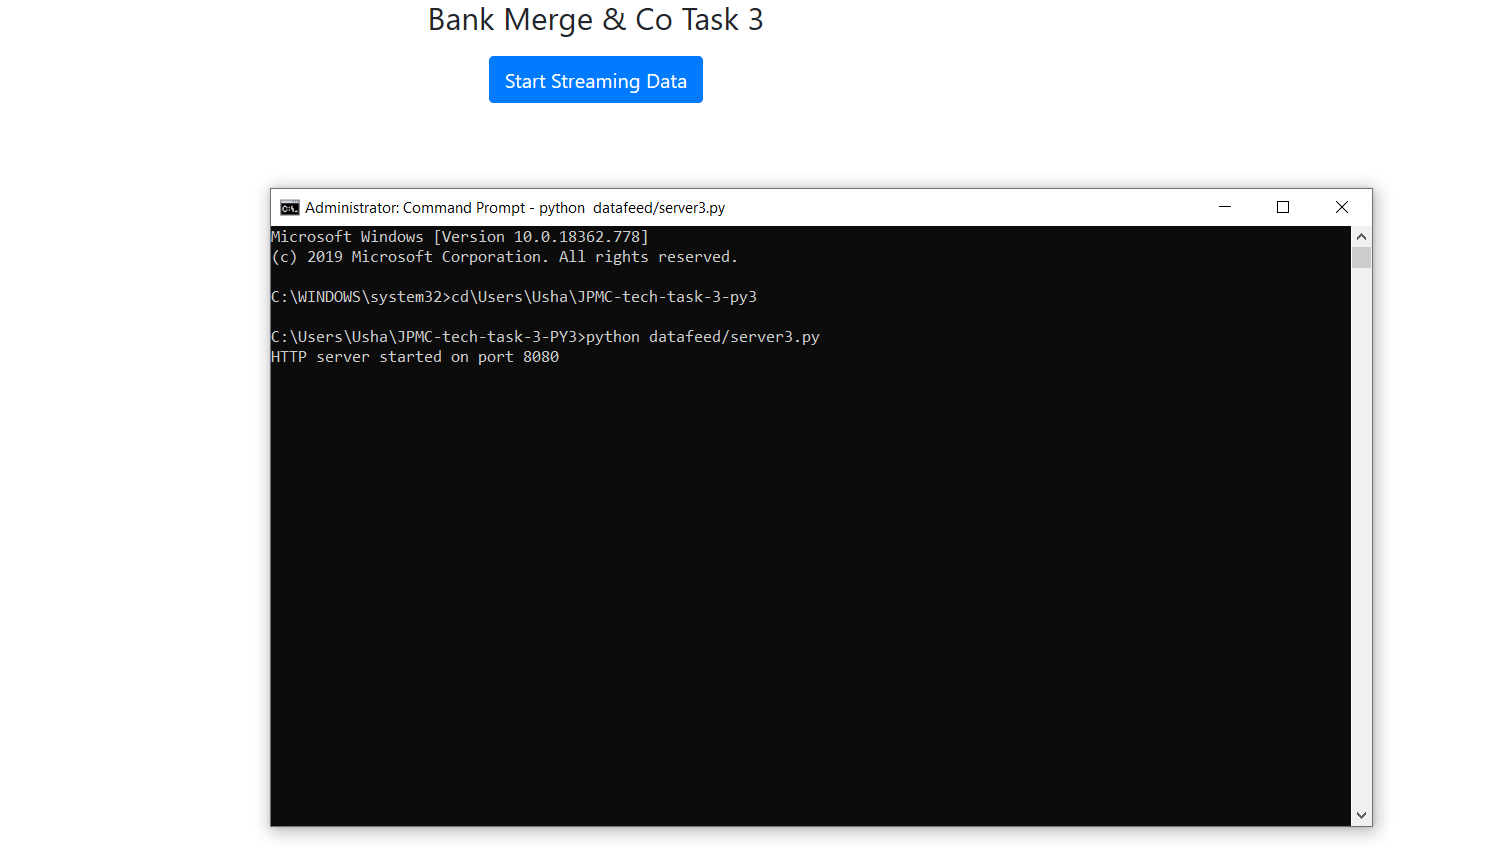 Bank Merge & Co Task 3
Start Streaming Data
Administrator: Command Prompt - python  datafeed/server3.py
Microsoft Windows [Version 10.0.18362.778]
(c) 2019 Microsoft Corporation. All rights reserved.
C:\WINDOWS\system32>cd\Users\Usha\JPMC-tech-task-3-py3
C:\Users\Usha\JPMC-tech-task-3-PY3>python datafeed/server3.py
HTTP server started on port 8080